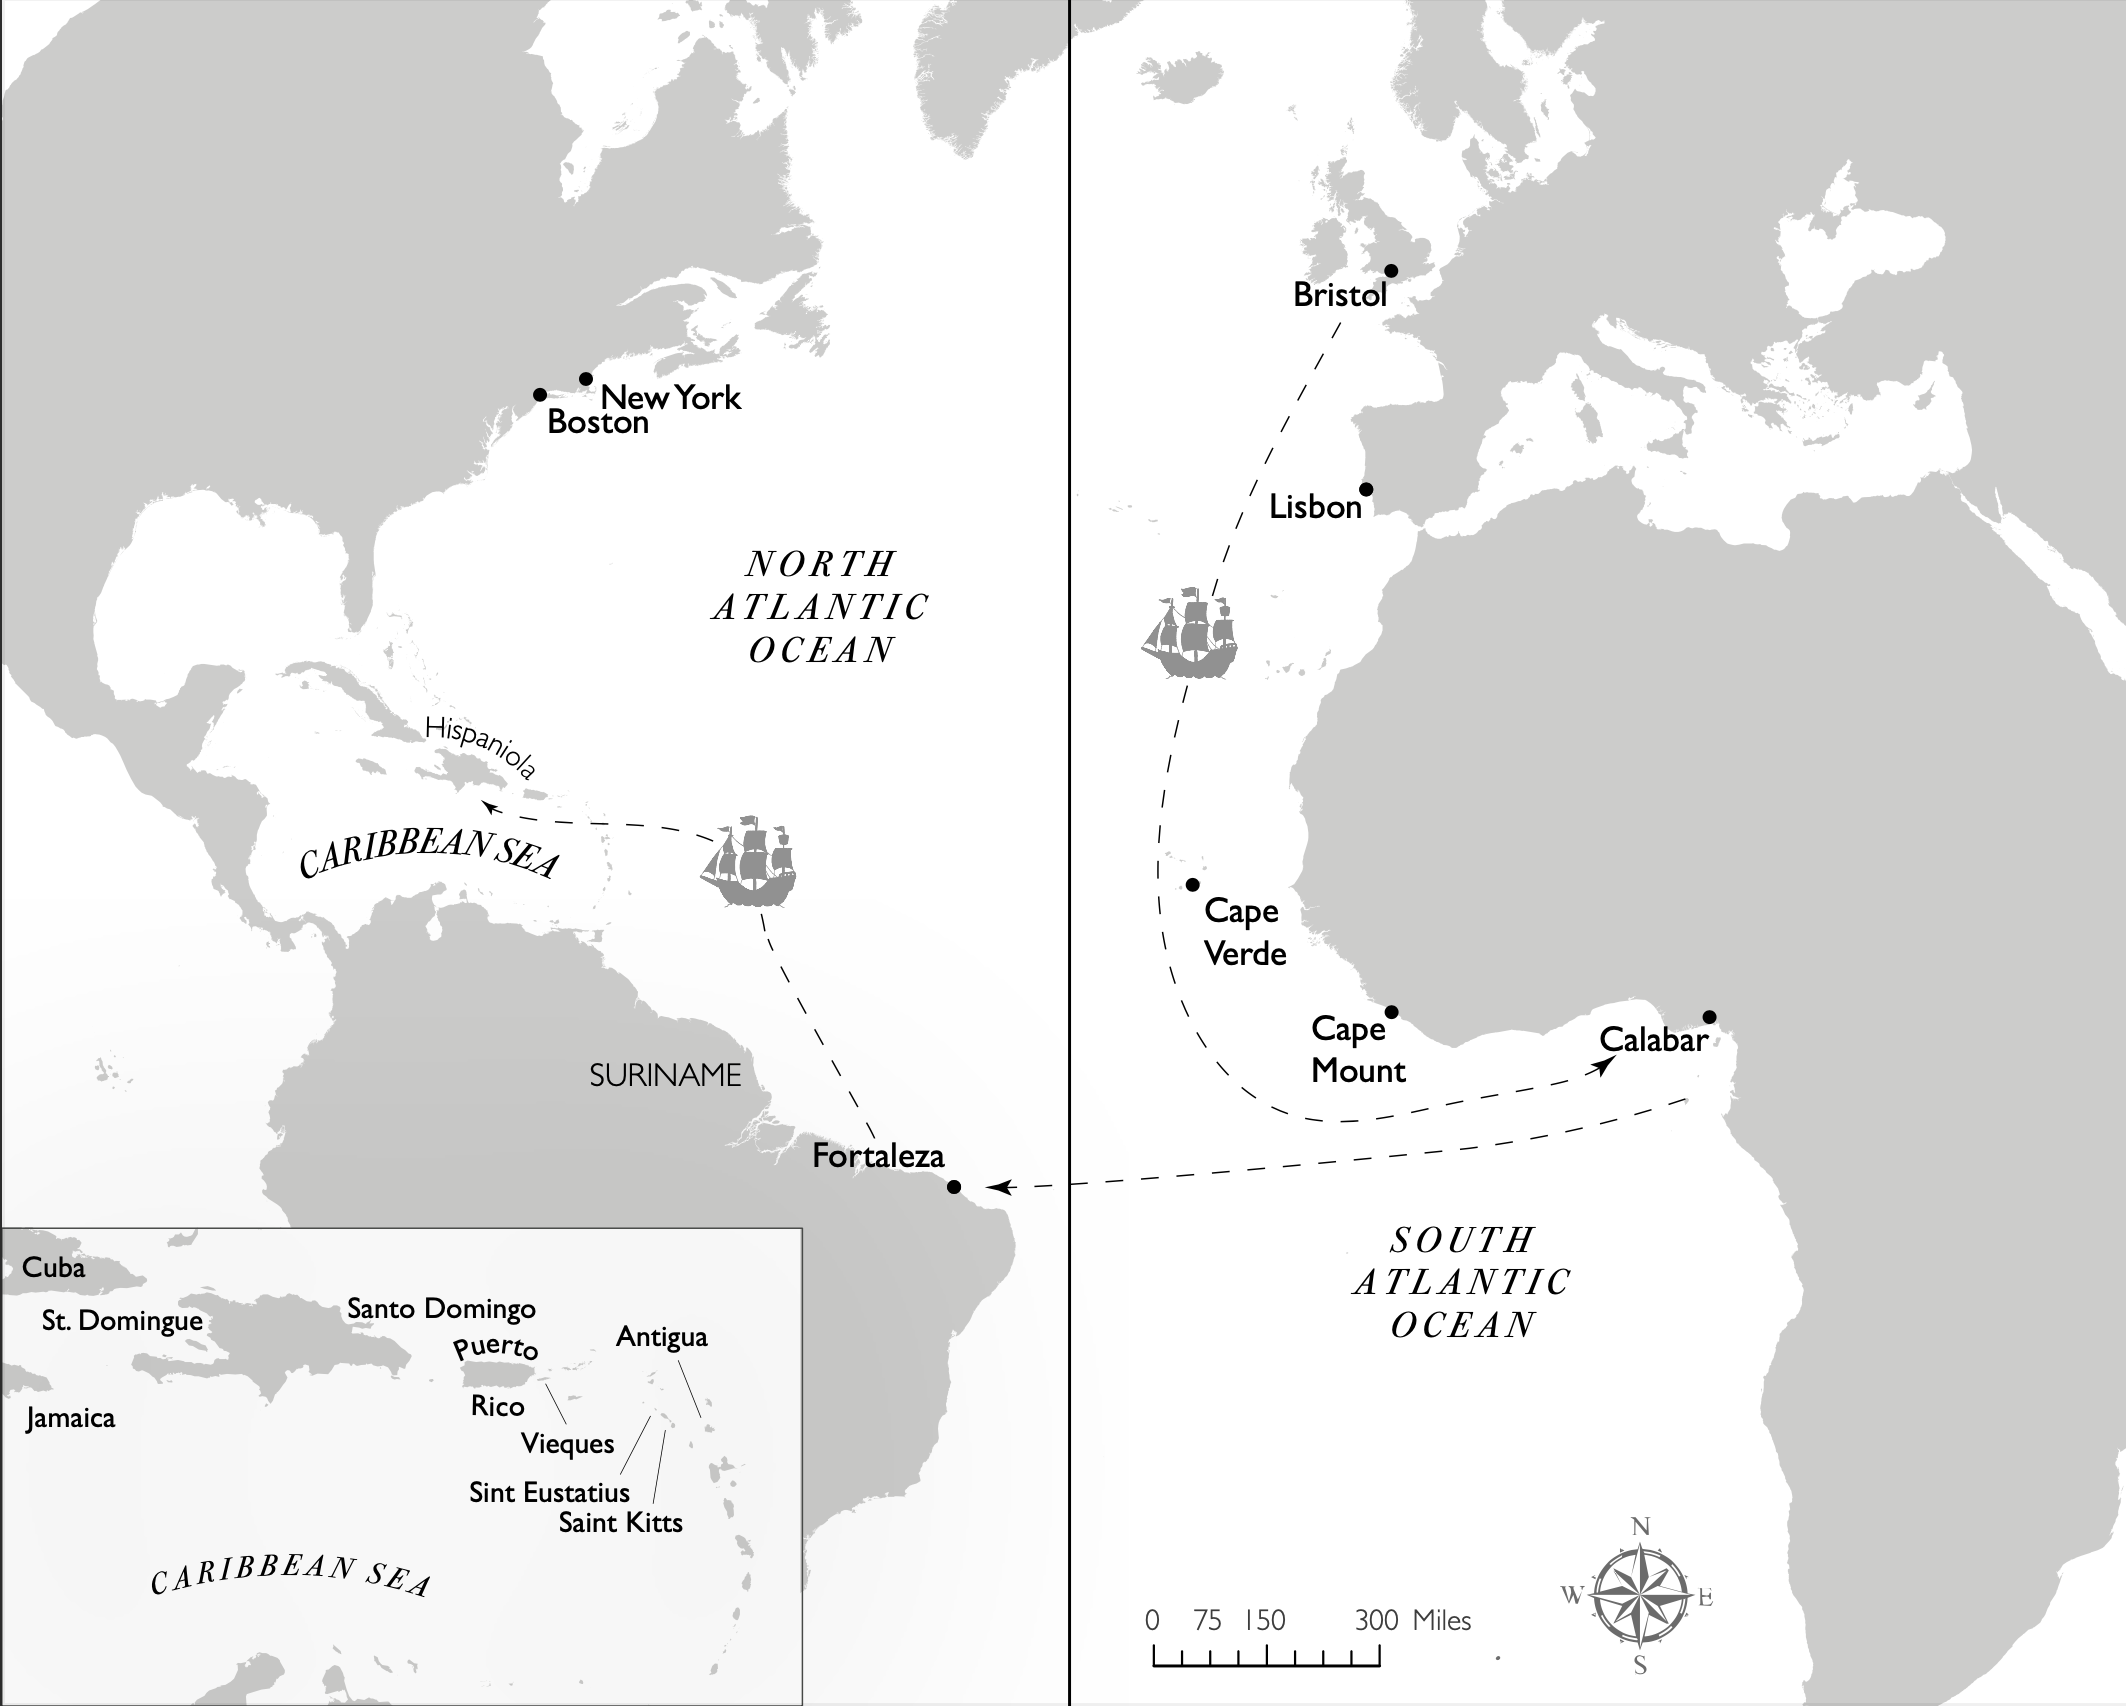 Bristol
New York
Boston
Lisbon
NORTH
ATLANTIC
OCEAN
Hispaniola
CARIBBEAN SEA
Cape
Verde
Cape
Mount
Calabar
SURINAME
Fortaleza
SOUTH
ATLANTIC
OCEAN
Cuba
St. Domingue
Santo Domingo
Puerto
Rico
Antigua
Jamaica
Vieques
Sint Eustatius
Saint Kitts
CARIBBEAN SEA
0 75 150 300 Miles
N
W E
S